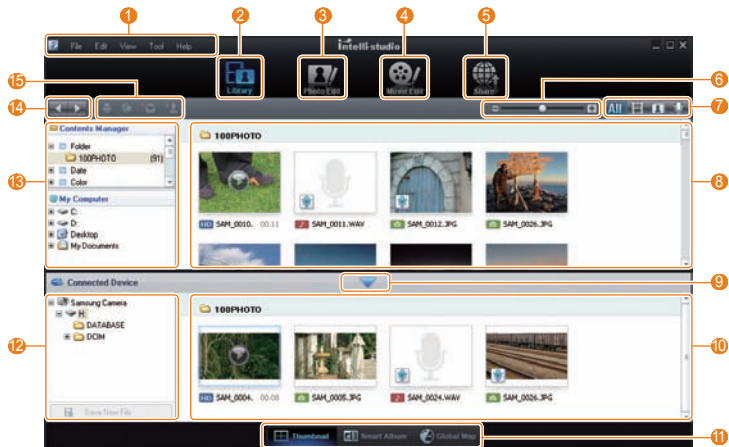 1
2
3
4
5
File Edit View Tool Help
intelli-studio
Library
Photo Edit
Movie Edit
Share
15
6
14
7
All
Contents Manager
Folder
100PHOTO (91)
Date
Color
13
My Computer
C:
D:
Desktop
My Documents
100PHOTO
HD SAM_0010. 00:11
SAM_0011.WAV
SAM_0012.JPG
SAM_0026.JPG
8
Connected Device
9
Samsung Camera
H:
DATABASE
DCIM
12
Save New File
100PHOTO
HD SAM_0004. 00:08
SAM_0005.JPG
SAM_0024.WAV
SAM_0026.JPG
10
Thumbnail
Smart Album
Global Map
11